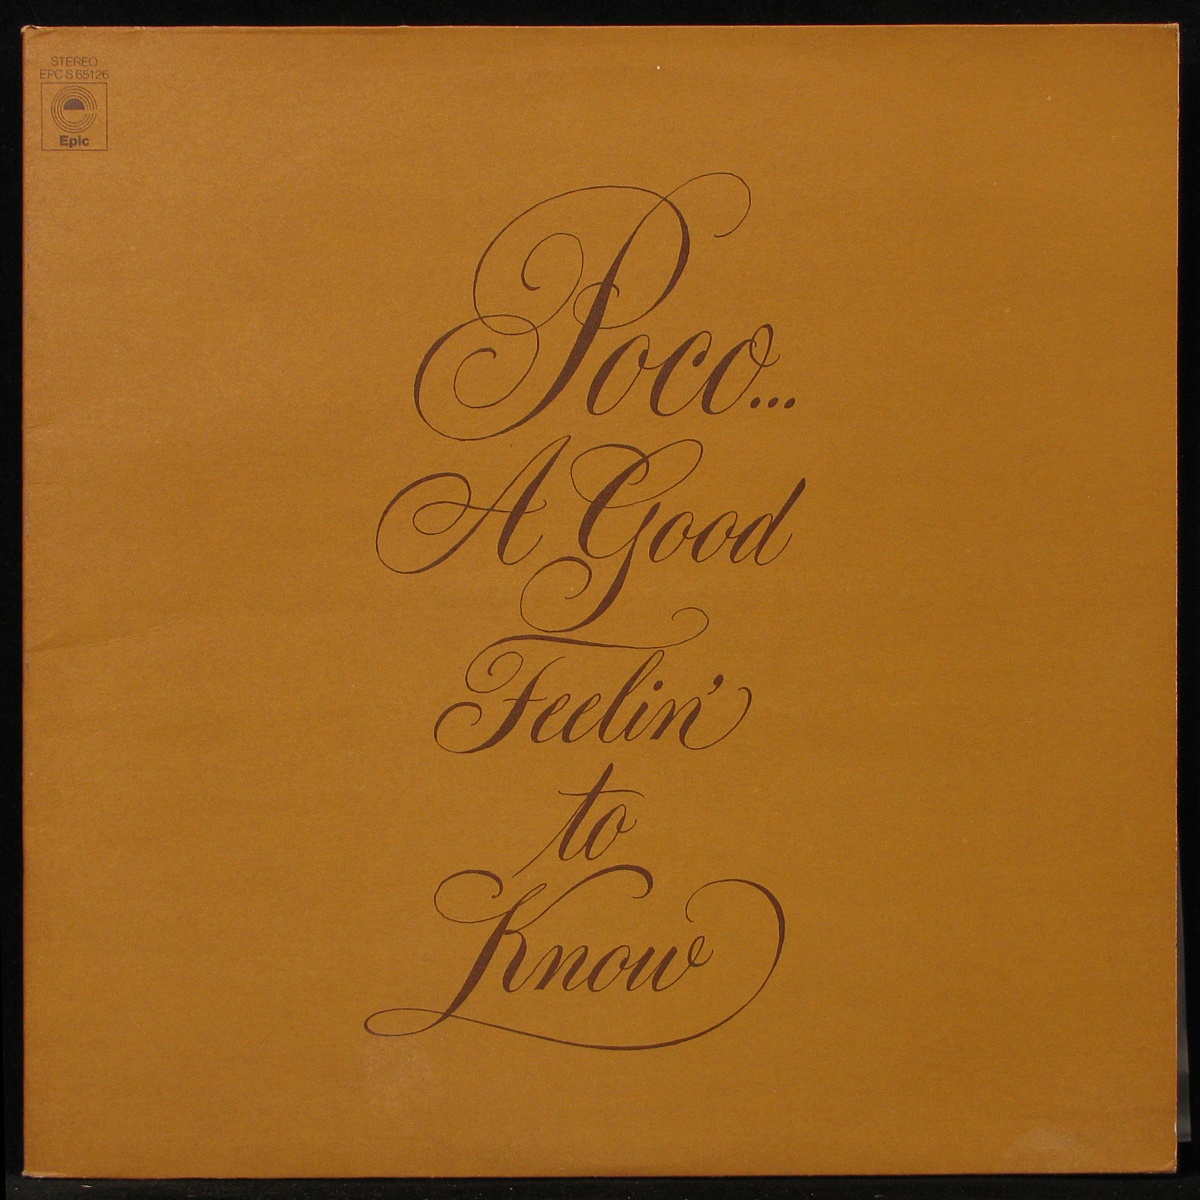 STEREO
EPC S 65126
Epic
Poco...
A Good
Feelin'
to
Know